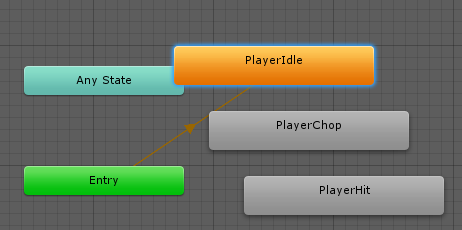 PlayerIdle
Any State
PlayerChop
Entry
PlayerHit